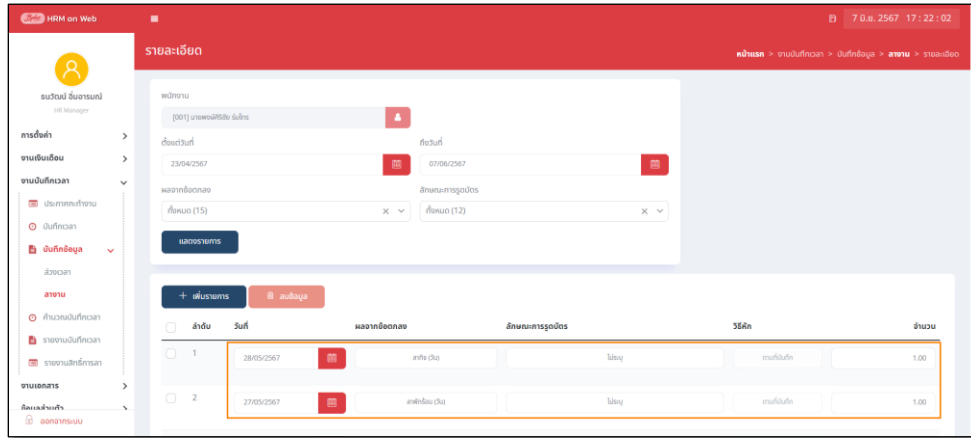 HRM on Web
7 มิ.ย. 2567 17 : 22 : 02
รายละเอียด
หน้าแรก > งานบันทึกเวลา > บันทึกข้อมูล > ลางาน > รายละเอียด
ธนวัฒน์ อิ่มอารมณ์
HR Manager
การตั้งค่า
งานเงินเดือน
งานบันทึกเวลา
ประเภทกะทำงาน
บันทึกเวลา
บันทึกข้อมูล
ล่วงเวลา
ลางาน
คำนวณบันทึกเวลา
รายงานบันทึกเวลา
รายงานสิทธิ์การลา
งานเอกสาร
ข้อมูลส่วนตัว
ออกจากระบบ
พนักงาน
[001]
ตั้งแต่วันที่
ถึงวันที่
23/04/2567
07/06/2567
ผลจากข้อตกลง
ลักษณะการรูดบัตร
ทั้งหมด (15)
ทั้งหมด (12)
แสดงรายการ
+ เพิ่มรายการ
ลบข้อมูล
ลำดับ วันที่ ผลจากข้อตกลง ลักษณะการรูดบัตร วิธีหัก จำนวน
1 28/05/2567 ลากิจ (วัน) ไม่ระบุ ตามที่บันทึก 1.00
2 27/05/2567 ลาพักร้อน (วัน) ไม่ระบุ ตามที่บันทึก 1.00